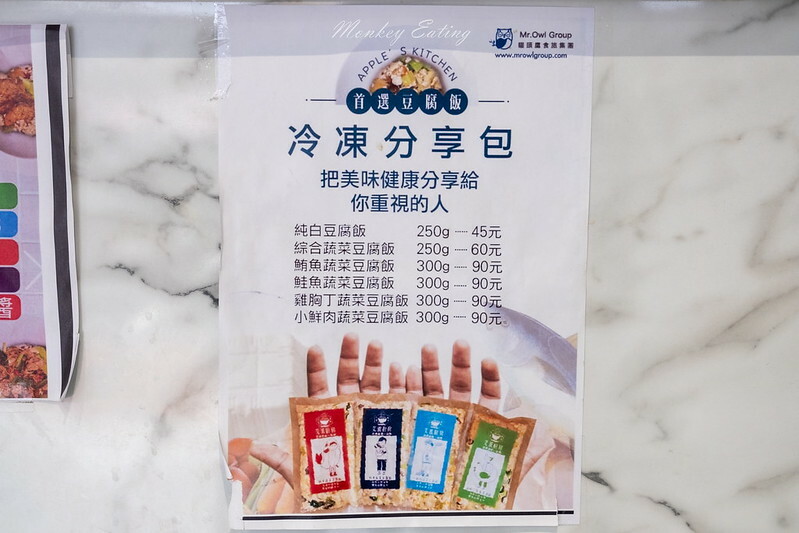 Monkey Eating
Mr.Owl Group
貓頭鷹食旅集團
www.mrowlgroup.com
APPLE'S KITCHEN
首選豆腐飯
冷凍分享包
把美味健康分享給
你重視的人
純白豆腐飯 250g ┈ 45元
綜合蔬菜豆腐飯 250g ┈ 60元
鮪魚蔬菜豆腐飯 300g ┈ 90元
鮭魚蔬菜豆腐飯 300g ┈ 90元
雞胸丁蔬菜豆腐飯 300g ┈ 90元
小鮮肉蔬菜豆腐飯 300g ┈ 90元
醬